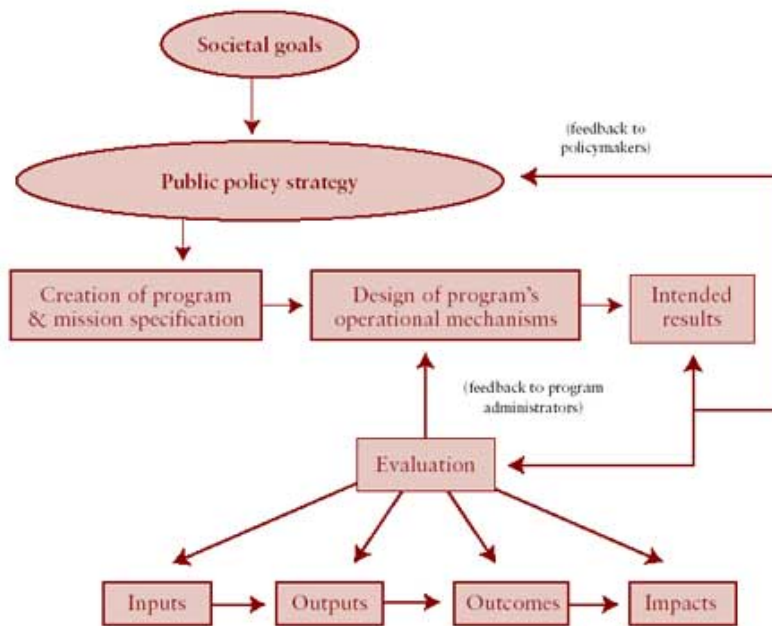 Societal goals
(feedback to
policymakers)
Public policy strategy
Creation of program
& mission specification
Design of program's
operational mechanisms
Intended
results
(feedback to program
administrators)
Evaluation
Inputs
Outputs
Outcomes
Impacts